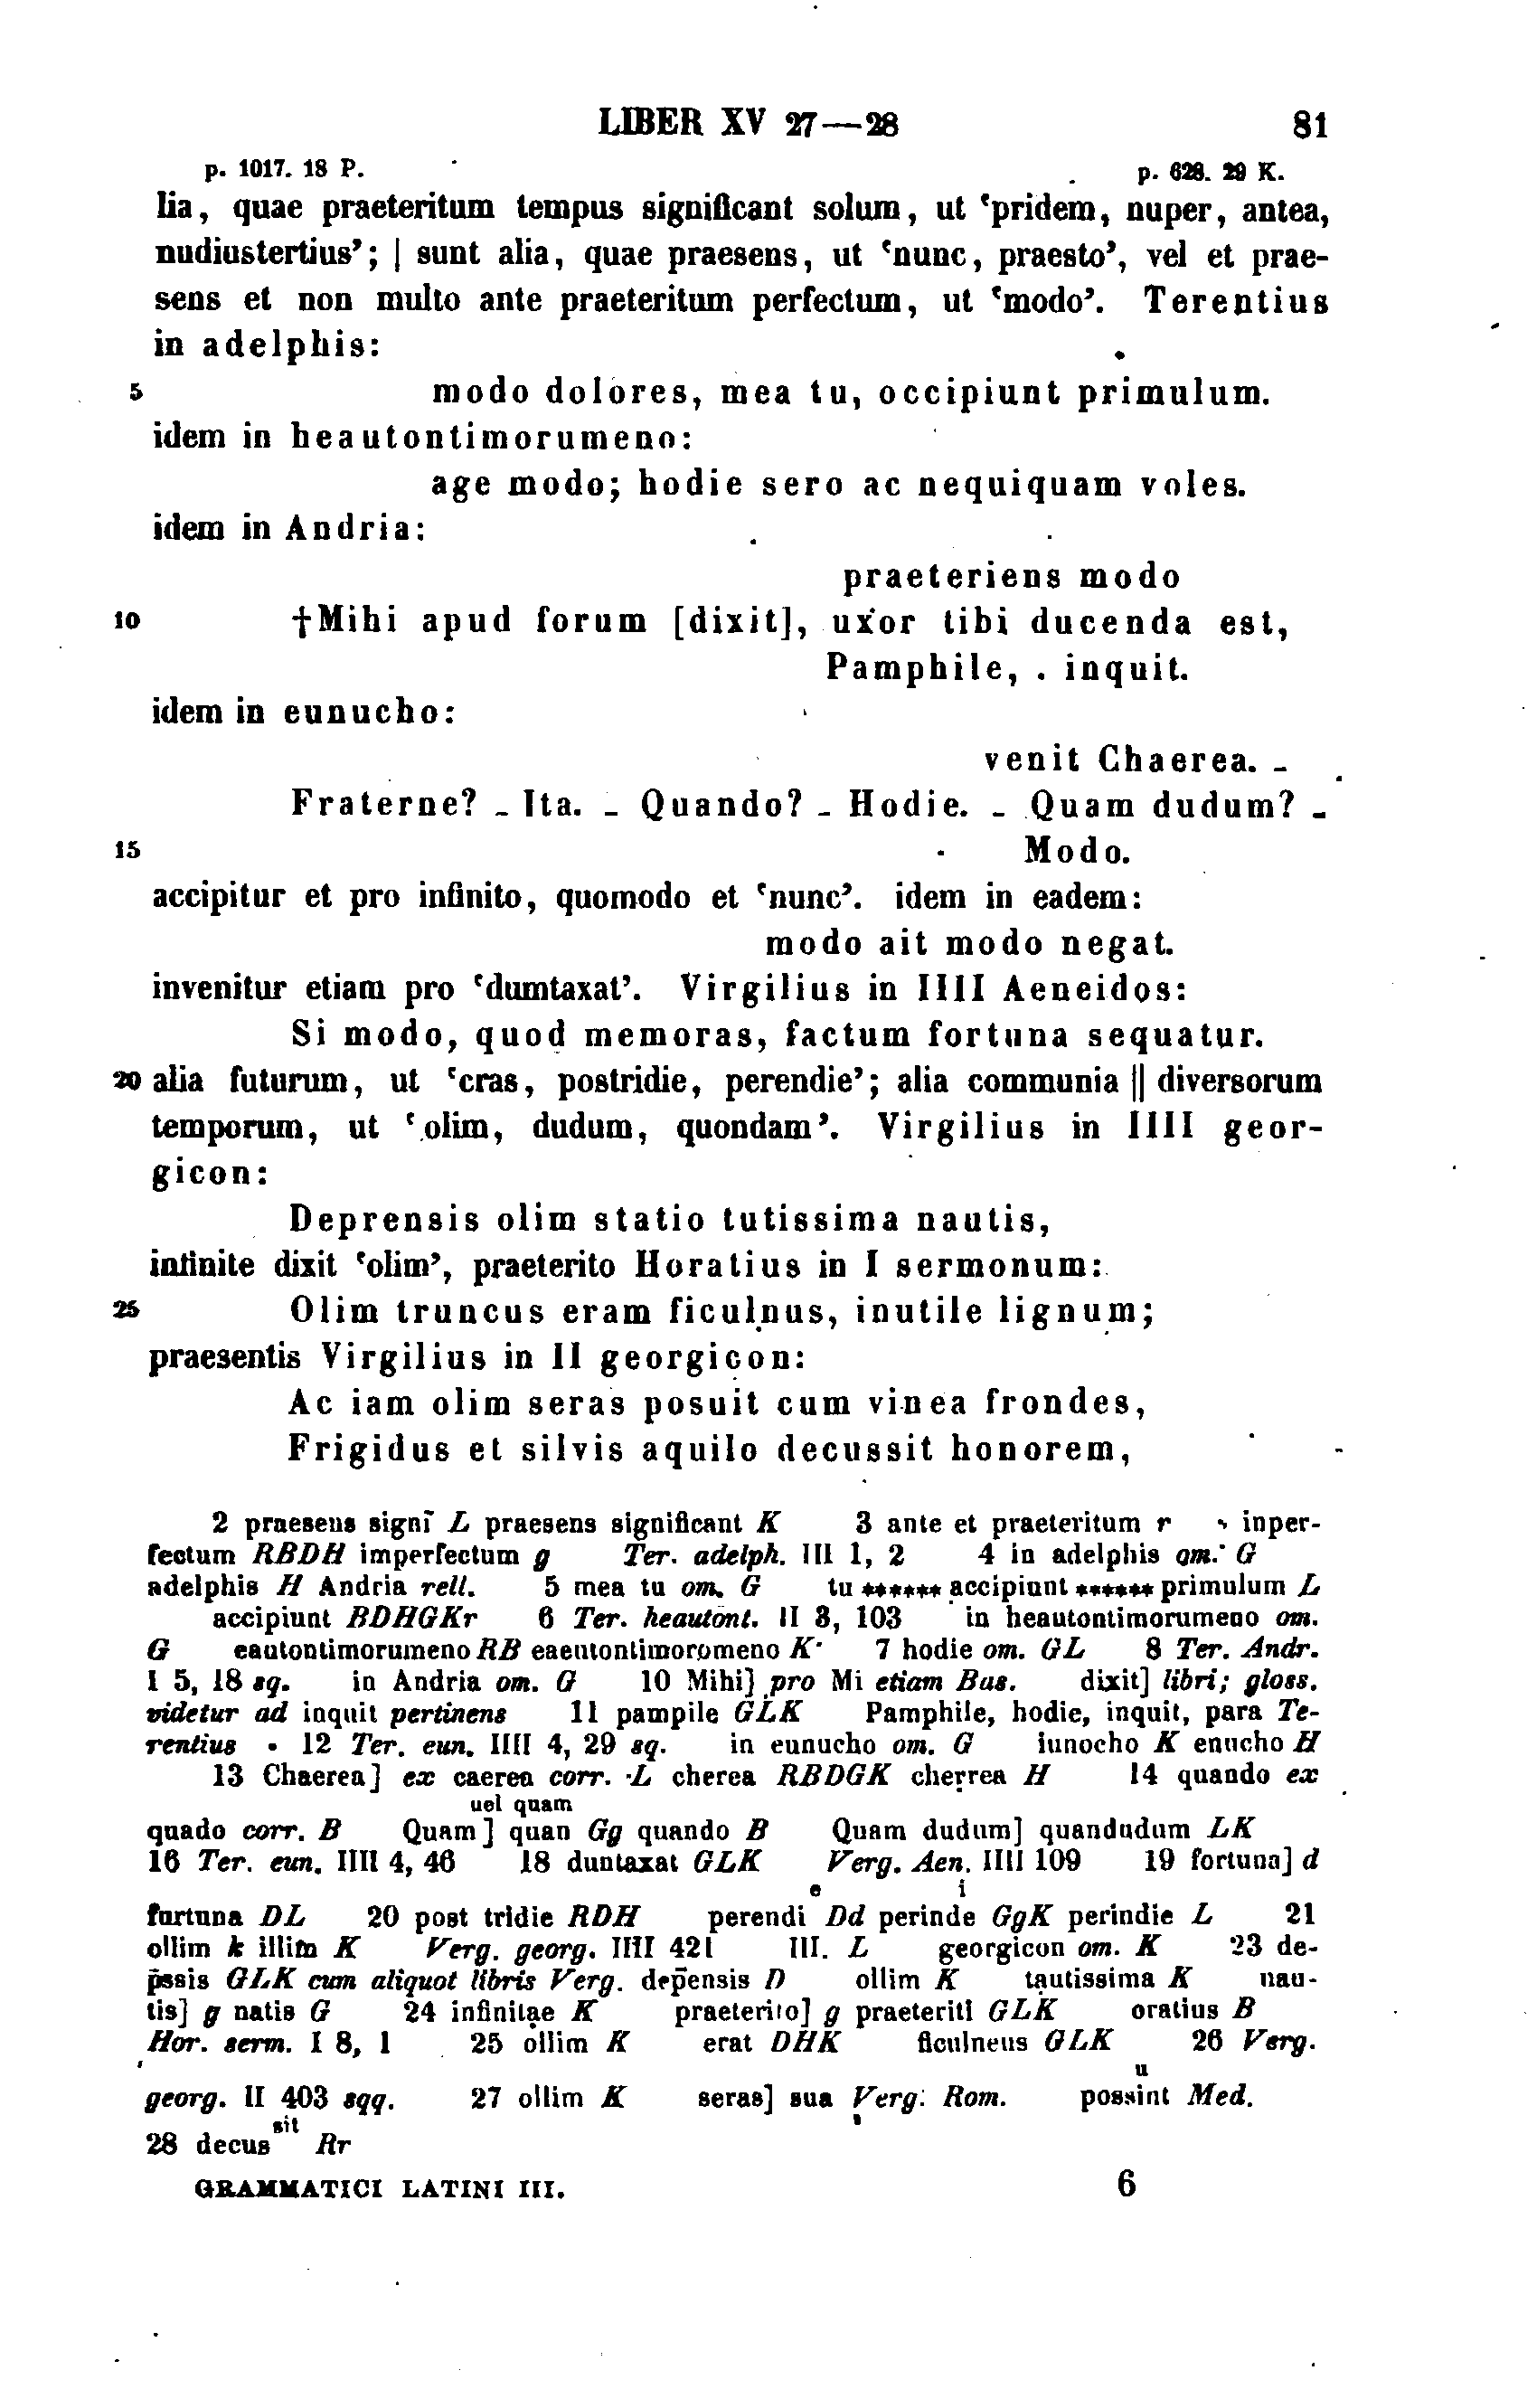 LIBER XV 27—28 81
p. 1017. 18 P. p. 628. 29 K.
lia, quae praeteritum tempus significant solum, ut ‘pridem, nuper, antea,
nudiustertius’; | sunt alia, quae praesens, ut ‘nunc, praesto’, vel et prae-
sens et non multo ante praeteritum perfectum, ut ‘modo’. Terentius
in adelphis:
5 modo dolores, mea tu, occipiunt primulum.
idem in heautontimorumeno:
age modo; hodie sero ac nequiquam voles.
idem in Andria:
praeteriens modo
10 †Mihi apud forum [dixit], uxor tibi ducenda est,
Pamphile, . inquit.
idem in eunucho:
venit Chaerea. –
Fraterne? – Ita. – Quando? – Hodie. – Quam dudum? –
15 Modo.
accipitur et pro infinito, quomodo et ‘nunc’. idem in eadem:
modo ait modo negat.
invenitur etiam pro ‘dumtaxat’. Virgilius in IIII Aeneidos:
Si modo, quod memoras, factum fortuna sequatur.
20 alia futurum, ut ‘cras, postridie, perendie’; alia communia || diversorum
temporum, ut ‘olim, dudum, quondam’. Virgilius in IIII geor-
gicon:
Deprensis olim statio tutissima nautis,
infinite dixit ‘olim’, praeterito Horatius in I sermonum:
25 Olim truncus eram ficulnus, inutile lignum;
praesentis Virgilius in II georgicon:
Ac iam olim seras posuit cum vinea frondes,
Frigidus et silvis aquilo decussit honorem,
2 praesens signī L praesens significant K 3 ante et praeteritum r inper-
fectum RBDH imperfectum g Ter. adelph. III 1, 2 4 in adelphis om. G
adelphis H Andria rell. 5 mea tu om. G tu ****** accipiunt ****** primulum L
accipiunt BDHGKr 6 Ter. heautont. II 3, 103 in heautontimorumeno om.
G eautontimorumeno RB eaeutontimoromeno K 7 hodie om. GL 8 Ter. Andr.
I 5, 18 sq. in Andria om. G 10 Mihi] pro Mi etiam Bas. dixit] libri; gloss.
videtur ad inquit pertinens 11 pampile GLK Pamphile, hodie, inquit, para Te-
rentius 12 Ter. eun. IIII 4, 29 sq. in eunucho om. G iunocho K enucho H
13 Chaerea] ex caerea corr. L cherea RBDGK cherrea H 14 quando ex
uel quam
quado corr. B Quam] quan Gg quando B Quam dudum] quandudum LK
16 Ter. eun. IIII 4, 46 18 duntaxat GLK Verg. Aen. IIII 109 19 fortuna] d
e i
furtuna DL 20 post tridie RDH perendi Dd perinde GgK perindie L 21
ollim k illim K Verg. georg. IIII 421 III. L georgicon om. K 23 de-
p̄ssis GLK cum aliquot libris Verg. dep̄ensis D ollim K tautissima K nau-
tis] g natis G 24 infinitae K praeterito] g praeteriti GLK oratius B
Hor. serm. I 8, 1 25 ollim K erat DHK ficulneus GLK 26 Verg.
u
georg. II 403 sqq. 27 ollim K seras] sua Verg. Rom. possint Med.
sit
28 decus Rr
GRAMMATICI LATINI III. 6